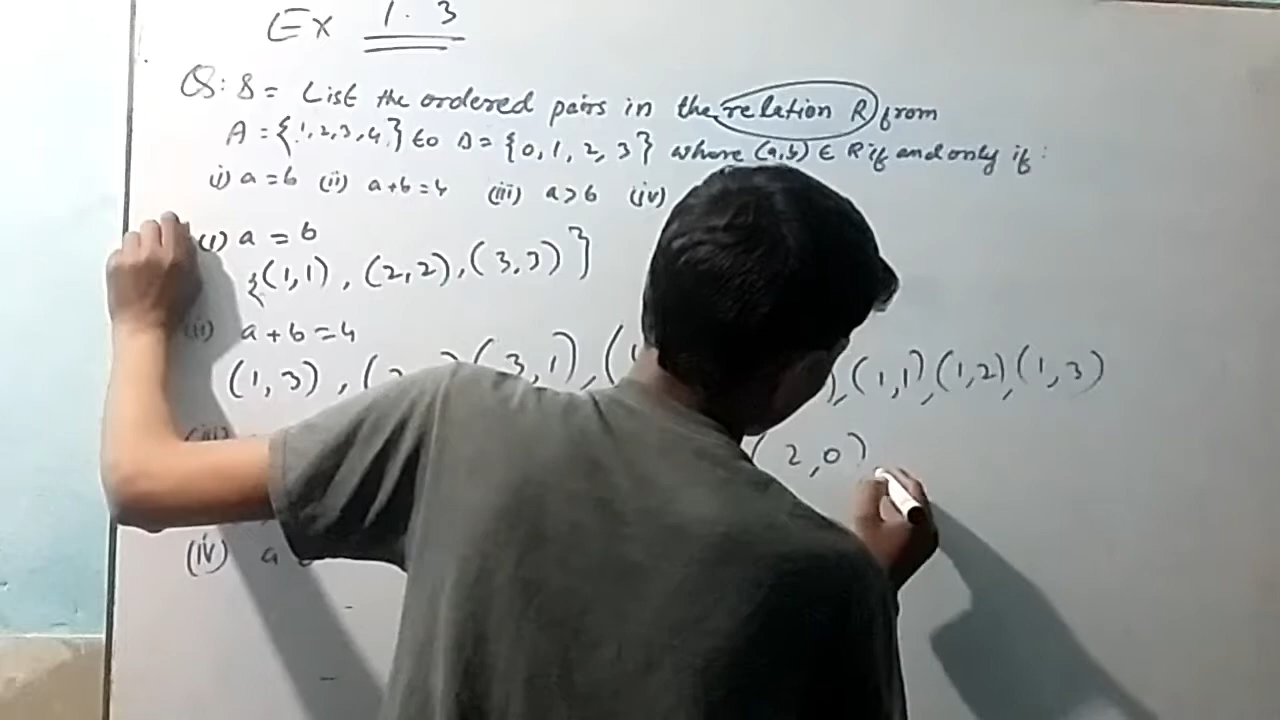 Ex 1.3
Q: 8 = List the ordered pairs in the relation R from
A = {1,2,3,4} to B = {0,1,2,3} where (a,b) ∈ R if and only if:
i) a = b (ii) a+b=4 (iii) a>b (iv)
(i) a = b
{(1,1), (2,2), (3,3)}
(ii) a+b=4
(1,3), (3,1), ,(1,1),(1,2),(1,3)
(iii) (2,0)
(iv) a